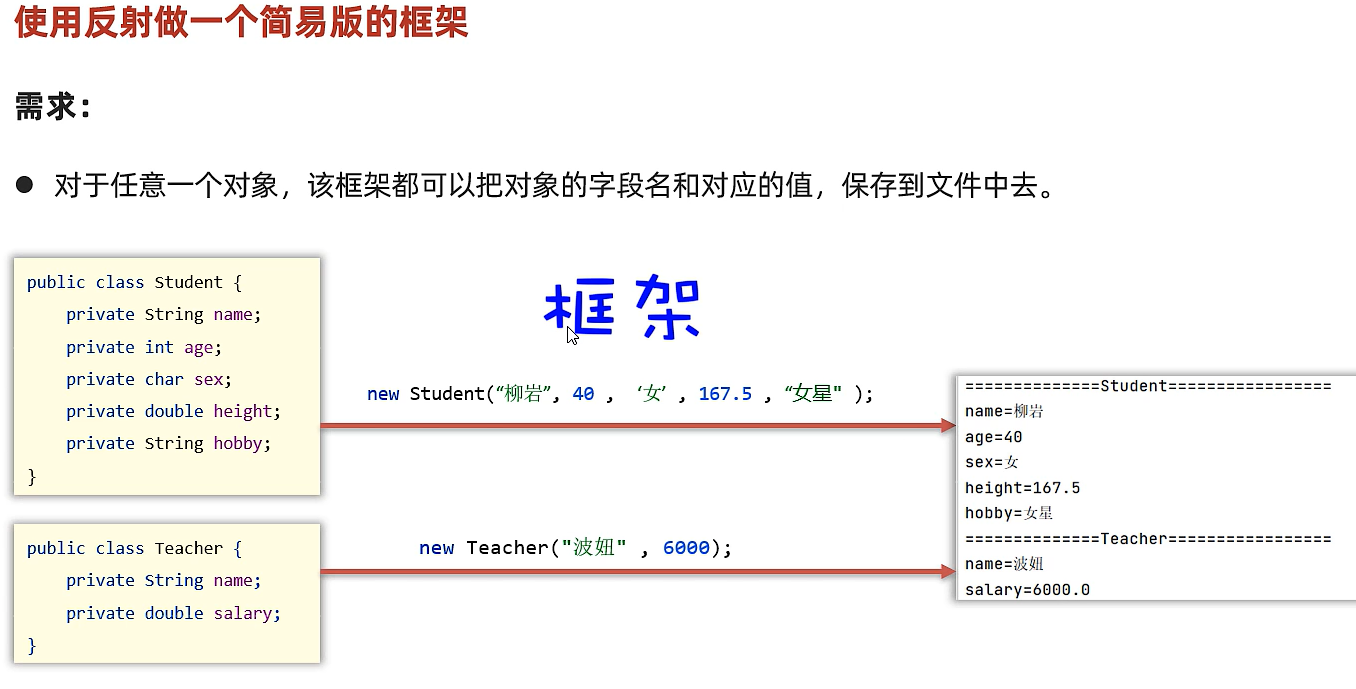 使用反射做一个简易版的框架
需求：
● 对于任意一个对象，该框架都可以把对象的字段名和对应的值，保存到文件中去。
public class Student {
private String name;
private int age;
private char sex;
private double height;
private String hobby;
}
框架
new Student(“柳岩”, 40 , ‘女’ , 167.5 , “女星" );
public class Teacher {
private String name;
private double salary;
}
new Teacher("波妞" , 6000);
==============Student=================
name=柳岩
age=40
sex=女
height=167.5
hobby=女星
==============Teacher=================
name=波妞
salary=6000.0